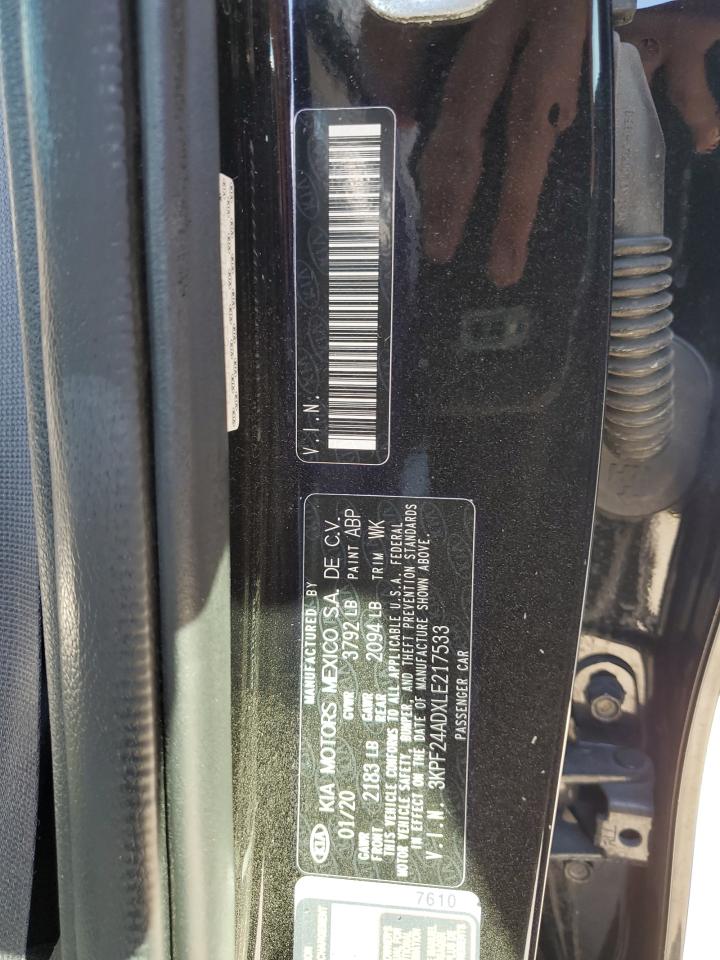 V.I.N.
MANUFACTURED BY
KIA KIA MOTORS MEXICO S.A. DE C.V.
01/20 GVWR 3792 LB PAINT ABP
GAWR FRONT 2183 LB GAWR REAR 2094 LB TRIM WK
THIS VEHICLE CONFORMS TO ALL APPLICABLE U.S.A. FEDERAL
MOTOR VEHICLE SAFETY, BUMPER, AND THEFT PREVENTION STANDARDS
IN EFFECT ON THE DATE OF MANUFACTURE SHOWN ABOVE.
V.I.N. 3KPF24ADXLE217533
PASSENGER CAR
7610